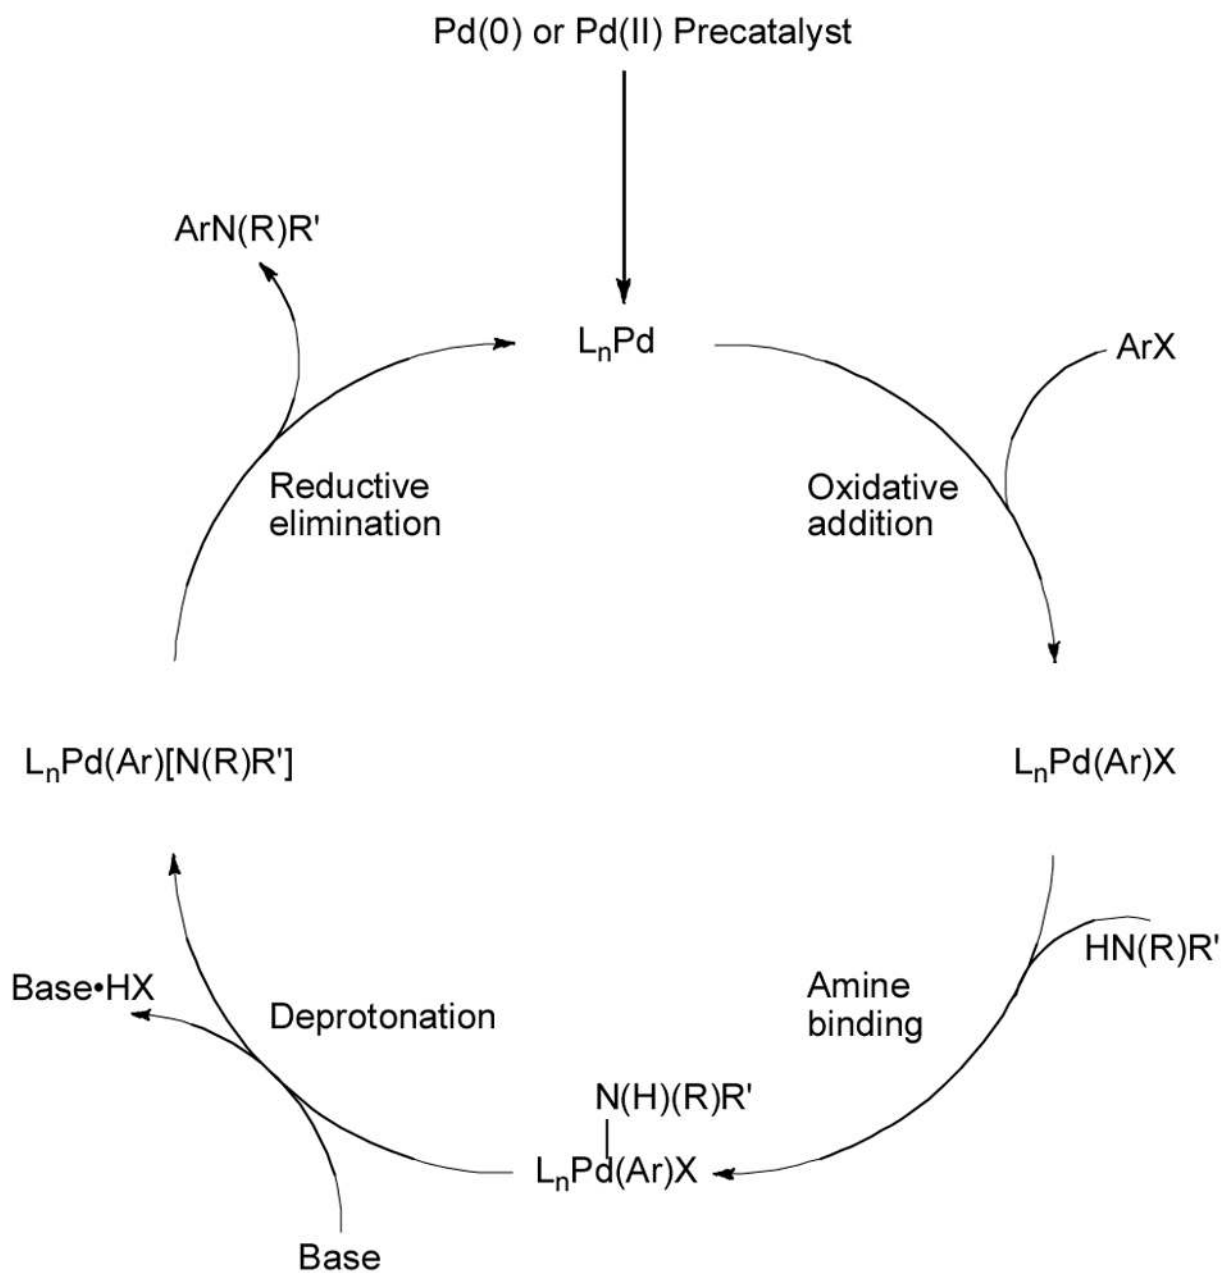 Pd(0) or Pd(II) Precatalyst
ArN(R)R'
LnPd
ArX
Reductive
elimination
Oxidative
addition
LnPd(Ar)[N(R)R']
LnPd(Ar)X
HN(R)R'
Base•HX
Deprotonation
Amine
binding
N(H)(R)R'
LnPd(Ar)X
Base